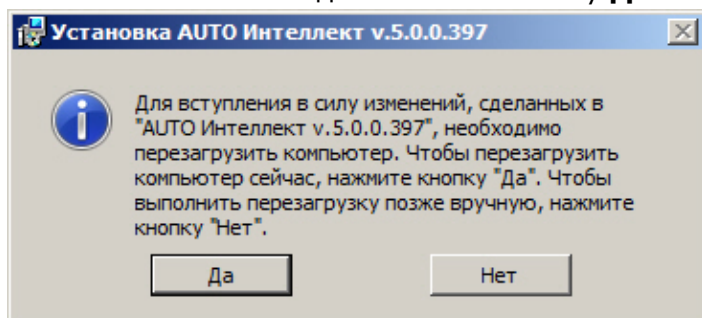 Установка AUTO Интеллект v.5.0.0.397
Для вступления в силу изменений, сделанных в
"AUTO Интеллект v.5.0.0.397", необходимо
перезагрузить компьютер. Чтобы перезагрузить
компьютер сейчас, нажмите кнопку "Да". Чтобы
выполнить перезагрузку позже вручную, нажмите
кнопку "Нет".
Да
Нет